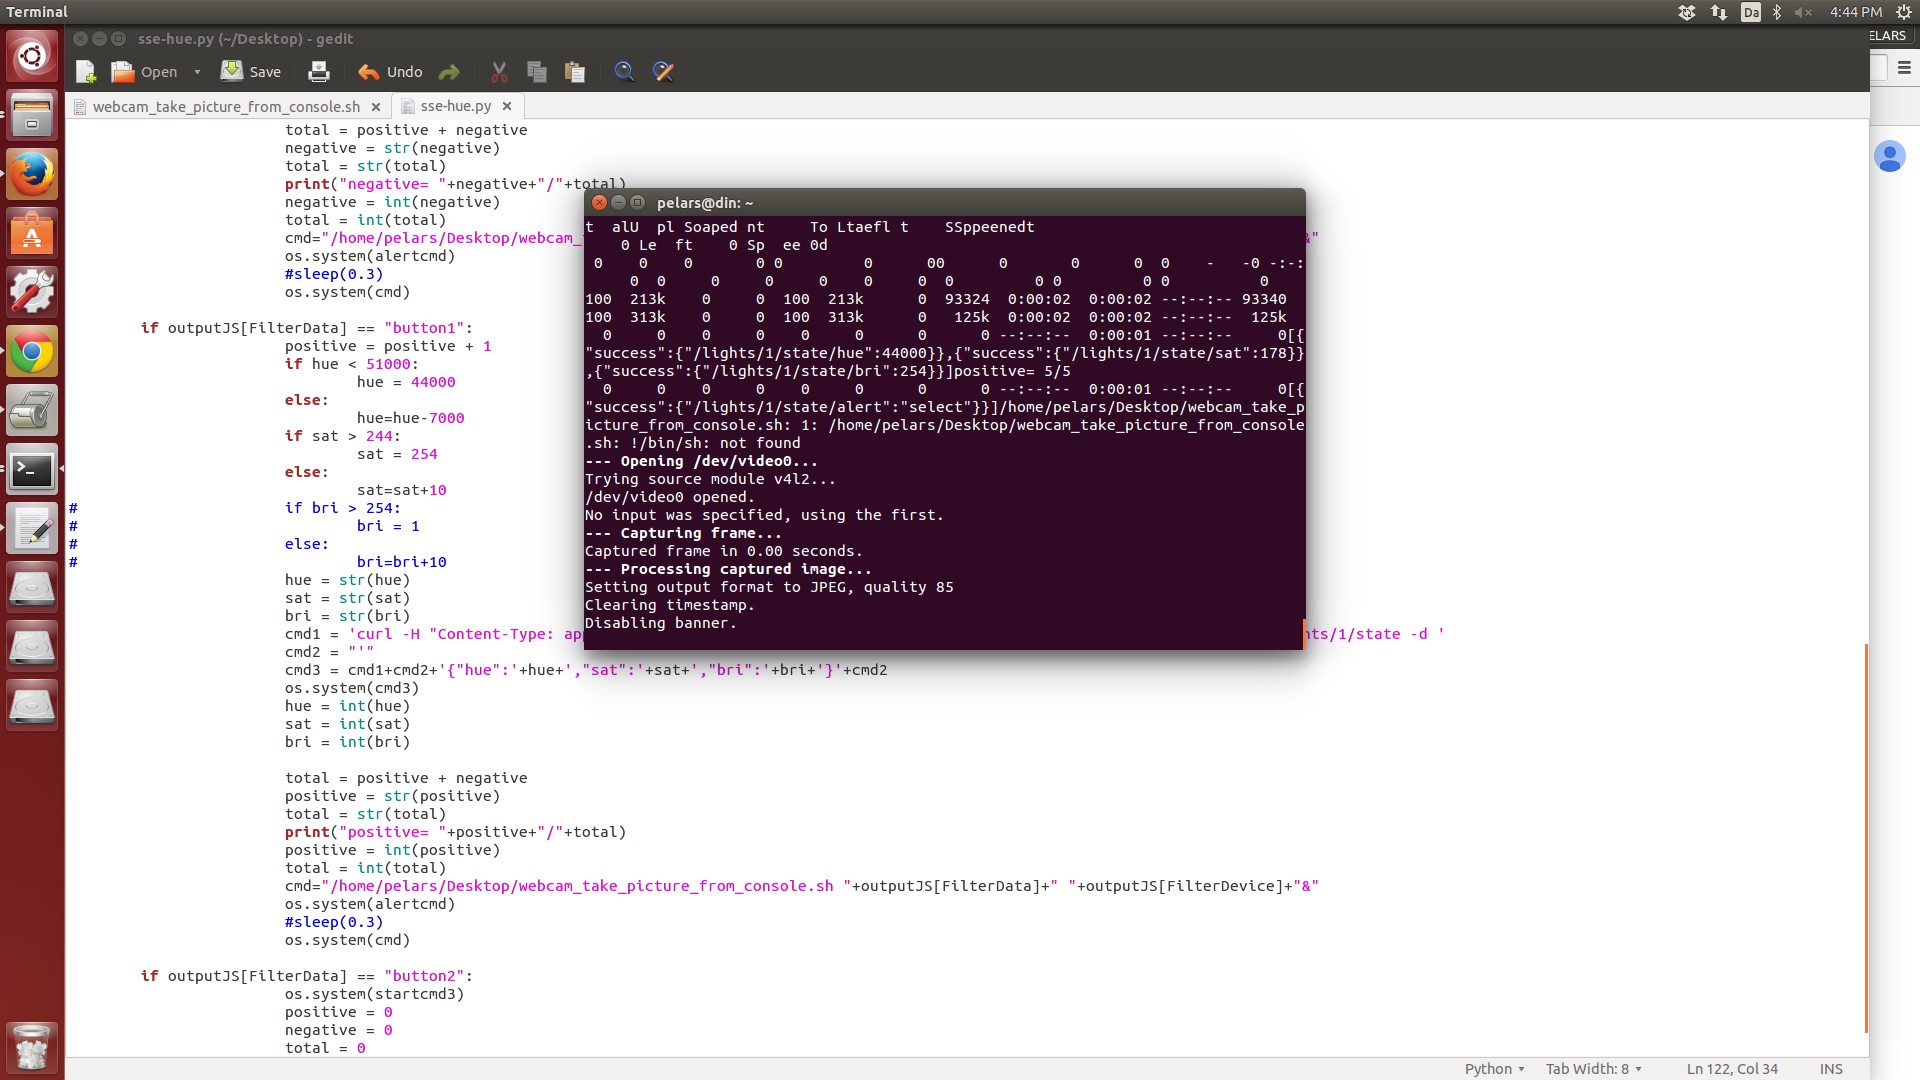 Terminal
Da
4:44 PM
sse-hue.py (~/Desktop) - gedit
ELARS
Open
Save
Undo
webcam_take_picture_from_console.sh
sse-hue.py
total = positive + negative
negative = str(negative)
total = str(total)
print("negative= "+negative+"/"+total)
negative = int(negative)
total = int(total)
cmd="/home/pelars/Desktop/webcam_ &"
os.system(alertcmd)
#sleep(0.3)
os.system(cmd)
if outputJS[FilterData] == "button1":
positive = positive + 1
if hue < 51000:
hue = 44000
else:
hue=hue-7000
if sat > 244:
sat = 254
else:
sat=sat+10
# if bri > 254:
# bri = 1
# else:
# bri=bri+10
hue = str(hue)
sat = str(sat)
bri = str(bri)
cmd1 = 'curl -H "Content-Type: ap hts/1/state -d '
cmd2 = "'"
cmd3 = cmd1+cmd2+'{"hue":'+hue+',"sat":'+sat+',"bri":'+bri+'}'+cmd2
os.system(cmd3)
hue = int(hue)
sat = int(sat)
bri = int(bri)
total = positive + negative
positive = str(positive)
total = str(total)
print("positive= "+positive+"/"+total)
positive = int(positive)
total = int(total)
cmd="/home/pelars/Desktop/webcam_take_picture_from_console.sh "+outputJS[FilterData]+" "+outputJS[FilterDevice]+"&"
os.system(alertcmd)
#sleep(0.3)
os.system(cmd)
if outputJS[FilterData] == "button2":
os.system(startcmd3)
positive = 0
negative = 0
total = 0
pelars@din: ~
t  alU  pl Soaped nt     To Ltaefl t    SSppeenedt
    0 Le  ft    0 Sp  ee 0d
 0    0    0       0 0         0      00      0       0      0  0    -   -0 -:-:
     0  0     0     0     0    0     0  0         0 0         0 0          0
100  213k    0     0  100  213k      0  93324  0:00:02  0:00:02 --:--:-- 93340
100  313k    0     0  100  313k      0   125k  0:00:02  0:00:02 --:--:--  125k
  0     0    0     0    0     0      0      0 --:--:--  0:00:01 --:--:--     0[{
"success":{"/lights/1/state/hue":44000}},{"success":{"/lights/1/state/sat":178}}
,{"success":{"/lights/1/state/bri":254}}]positive= 5/5
  0     0    0     0    0     0      0      0 --:--:--  0:00:01 --:--:--     0[{
"success":{"/lights/1/state/alert":"select"}}]/home/pelars/Desktop/webcam_take_p
icture_from_console.sh: 1: /home/pelars/Desktop/webcam_take_picture_from_console
.sh: !/bin/sh: not found
--- Opening /dev/video0...
Trying source module v4l2...
/dev/video0 opened.
No input was specified, using the first.
--- Capturing frame...
Captured frame in 0.00 seconds.
--- Processing captured image...
Setting output format to JPEG, quality 85
Clearing timestamp.
Disabling banner.
Python
Tab Width: 8
Ln 122, Col 34
INS